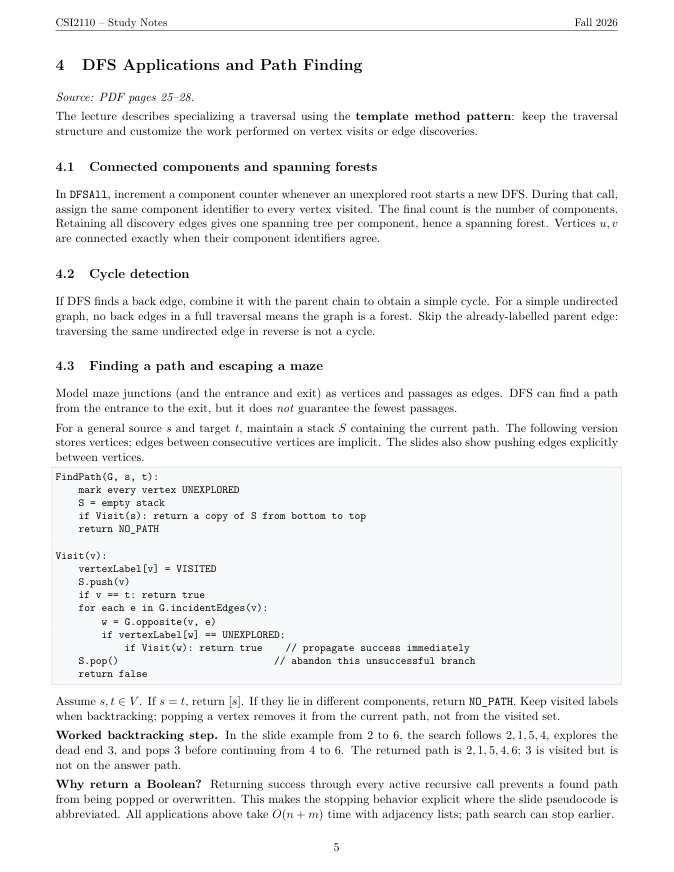 CSI2110 – Study Notes
Fall 2026
4 DFS Applications and Path Finding
Source: PDF pages 25–28.
The lecture describes specializing a traversal using the template method pattern: keep the traversal
structure and customize the work performed on vertex visits or edge discoveries.
4.1 Connected components and spanning forests
In DFSAll, increment a component counter whenever an unexplored root starts a new DFS. During that call,
assign the same component identifier to every vertex visited. The final count is the number of components.
Retaining all discovery edges gives one spanning tree per component, hence a spanning forest. Vertices u, v
are connected exactly when their component identifiers agree.
4.2 Cycle detection
If DFS finds a back edge, combine it with the parent chain to obtain a simple cycle. For a simple undirected
graph, no back edges in a full traversal means the graph is a forest. Skip the already-labelled parent edge:
traversing the same undirected edge in reverse is not a cycle.
4.3 Finding a path and escaping a maze
Model maze junctions (and the entrance and exit) as vertices and passages as edges. DFS can find a path
from the entrance to the exit, but it does not guarantee the fewest passages.
For a general source s and target t, maintain a stack S containing the current path. The following version
stores vertices; edges between consecutive vertices are implicit. The slides also show pushing edges explicitly
between vertices.
FindPath(G, s, t):
    mark every vertex UNEXPLORED
    S = empty stack
    if Visit(s): return a copy of S from bottom to top
    return NO_PATH

Visit(v):
    vertexLabel[v] = VISITED
    S.push(v)
    if v == t: return true
    for each e in G.incidentEdges(v):
        w = G.opposite(v, e)
        if vertexLabel[w] == UNEXPLORED:
            if Visit(w): return true    // propagate success immediately
    S.pop()                           // abandon this unsuccessful branch
    return false
Assume s, t ∈ V. If s = t, return [s]. If they lie in different components, return NO_PATH. Keep visited labels
when backtracking; popping a vertex removes it from the current path, not from the visited set.
Worked backtracking step. In the slide example from 2 to 6, the search follows 2, 1, 5, 4, explores the
dead end 3, and pops 3 before continuing from 4 to 6. The returned path is 2, 1, 5, 4, 6; 3 is visited but is
not on the answer path.
Why return a Boolean? Returning success through every active recursive call prevents a found path
from being popped or overwritten. This makes the stopping behavior explicit where the slide pseudocode is
abbreviated. All applications above take O(n + m) time with adjacency lists; path search can stop earlier.
5